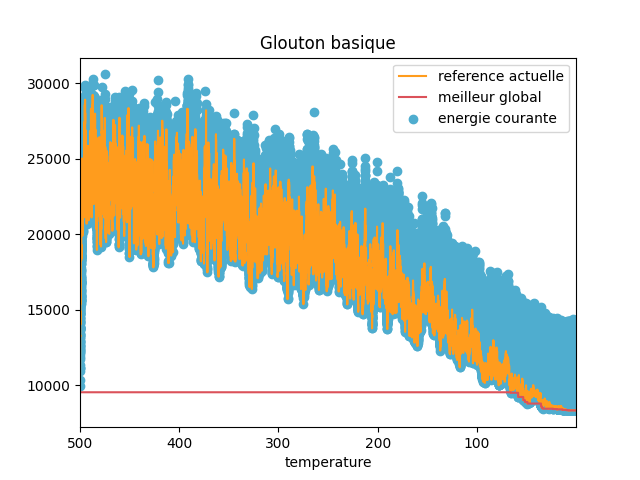 Glouton basique
reference actuelle
meilleur global
energie courante
30000
25000
20000
15000
10000
500 400 300 200 100
temperature